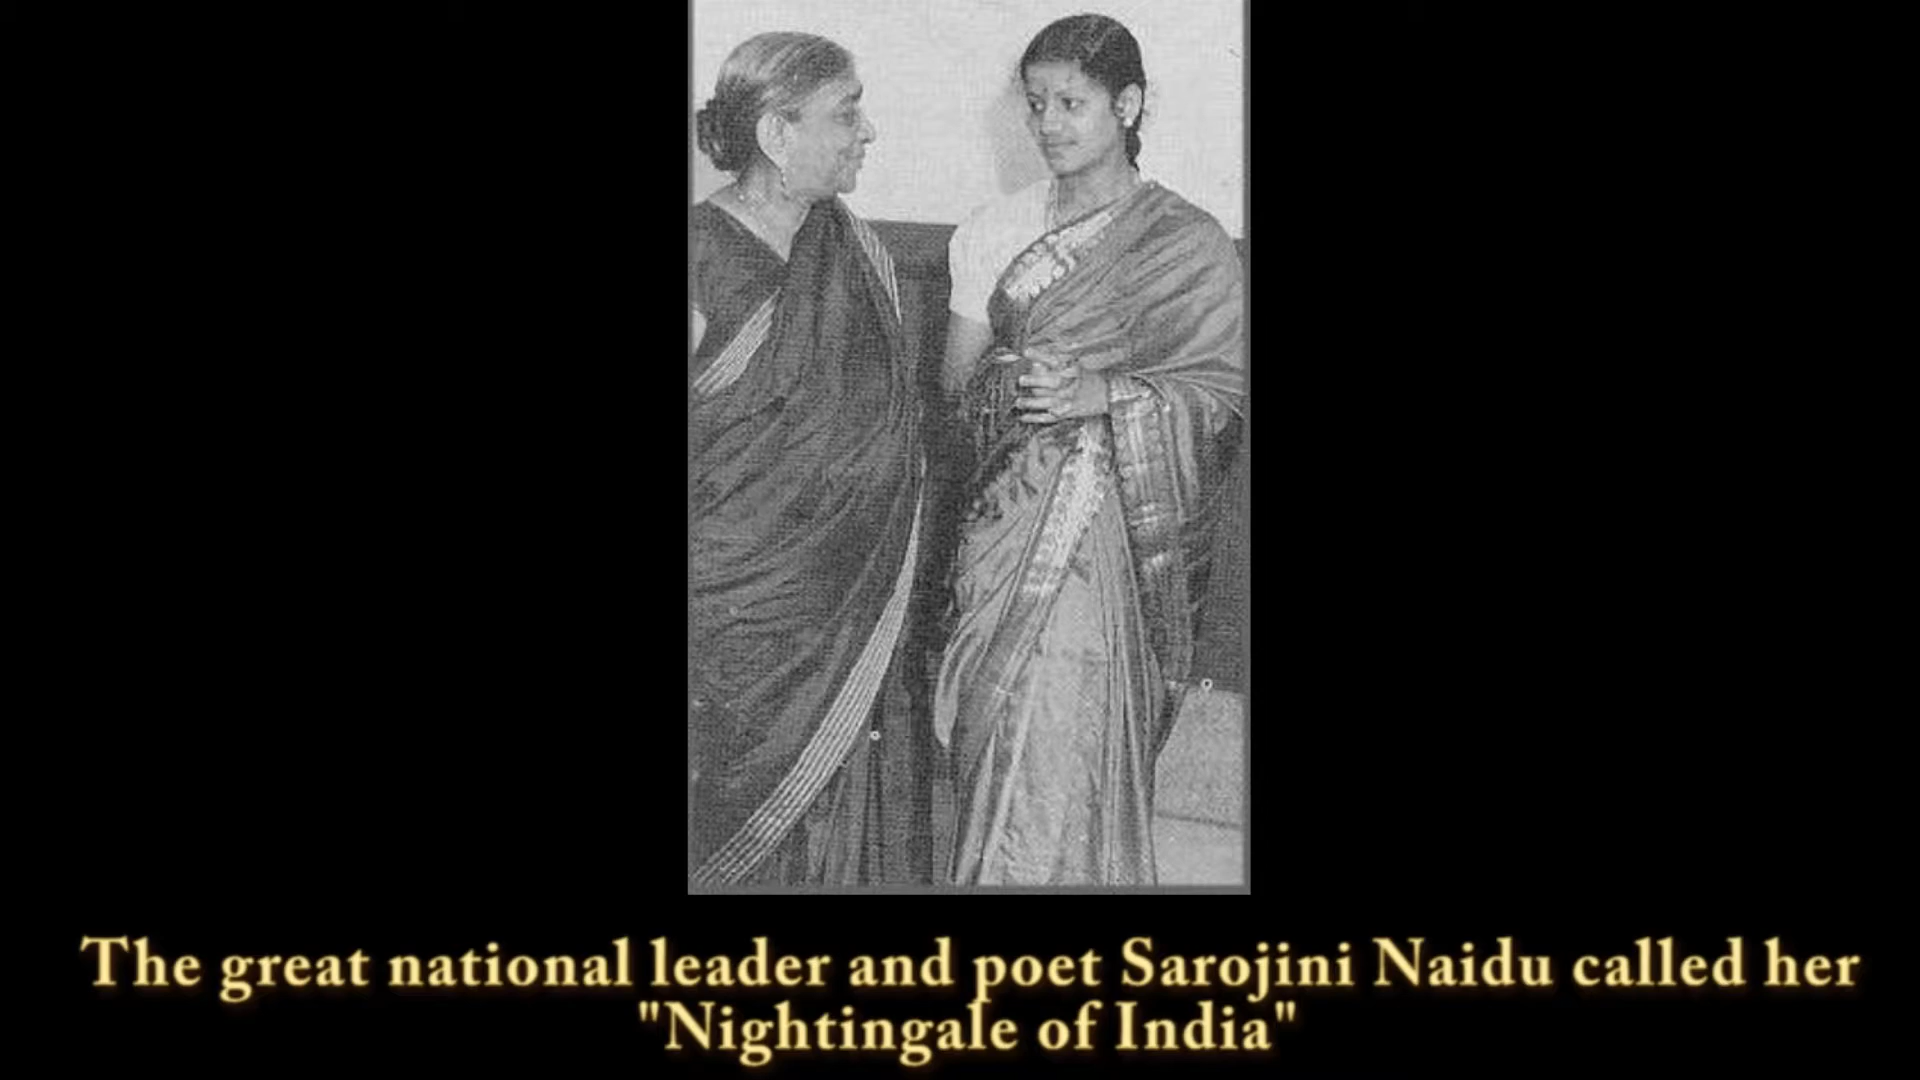 The great national leader and poet Sarojini Naidu called her
"Nightingale of India"